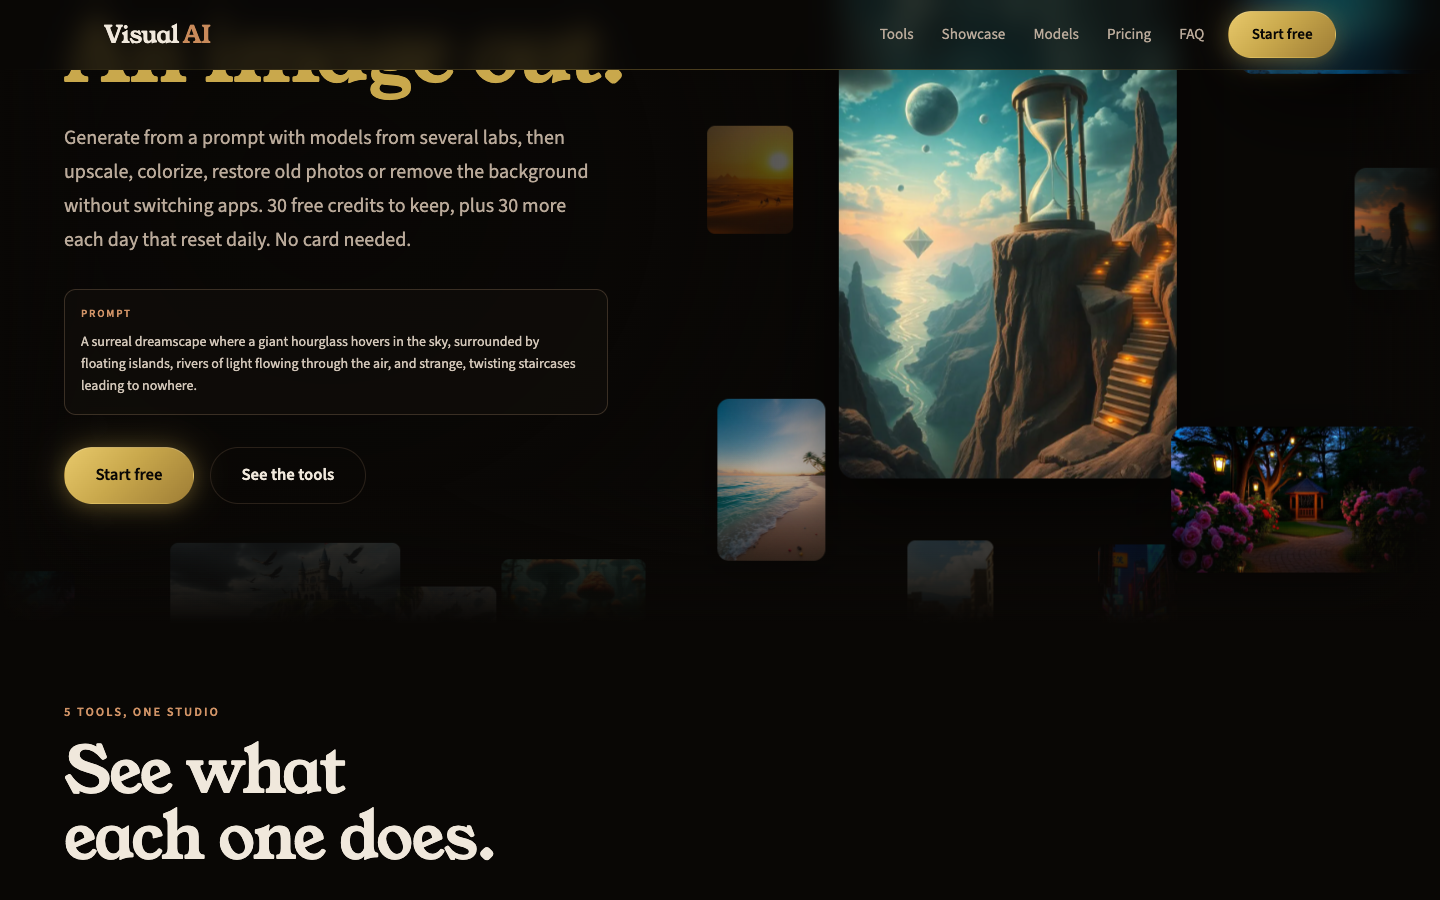 Visual AI
Tools
Showcase
Models
Pricing
FAQ
Start free
An image out.
Generate from a prompt with models from several labs, then
upscale, colorize, restore old photos or remove the background
without switching apps. 30 free credits to keep, plus 30 more
each day that reset daily. No card needed.
PROMPT
A surreal dreamscape where a giant hourglass hovers in the sky, surrounded by
floating islands, rivers of light flowing through the air, and strange, twisting staircases
leading to nowhere.
Start free
See the tools
5 TOOLS, ONE STUDIO
See what
each one does.